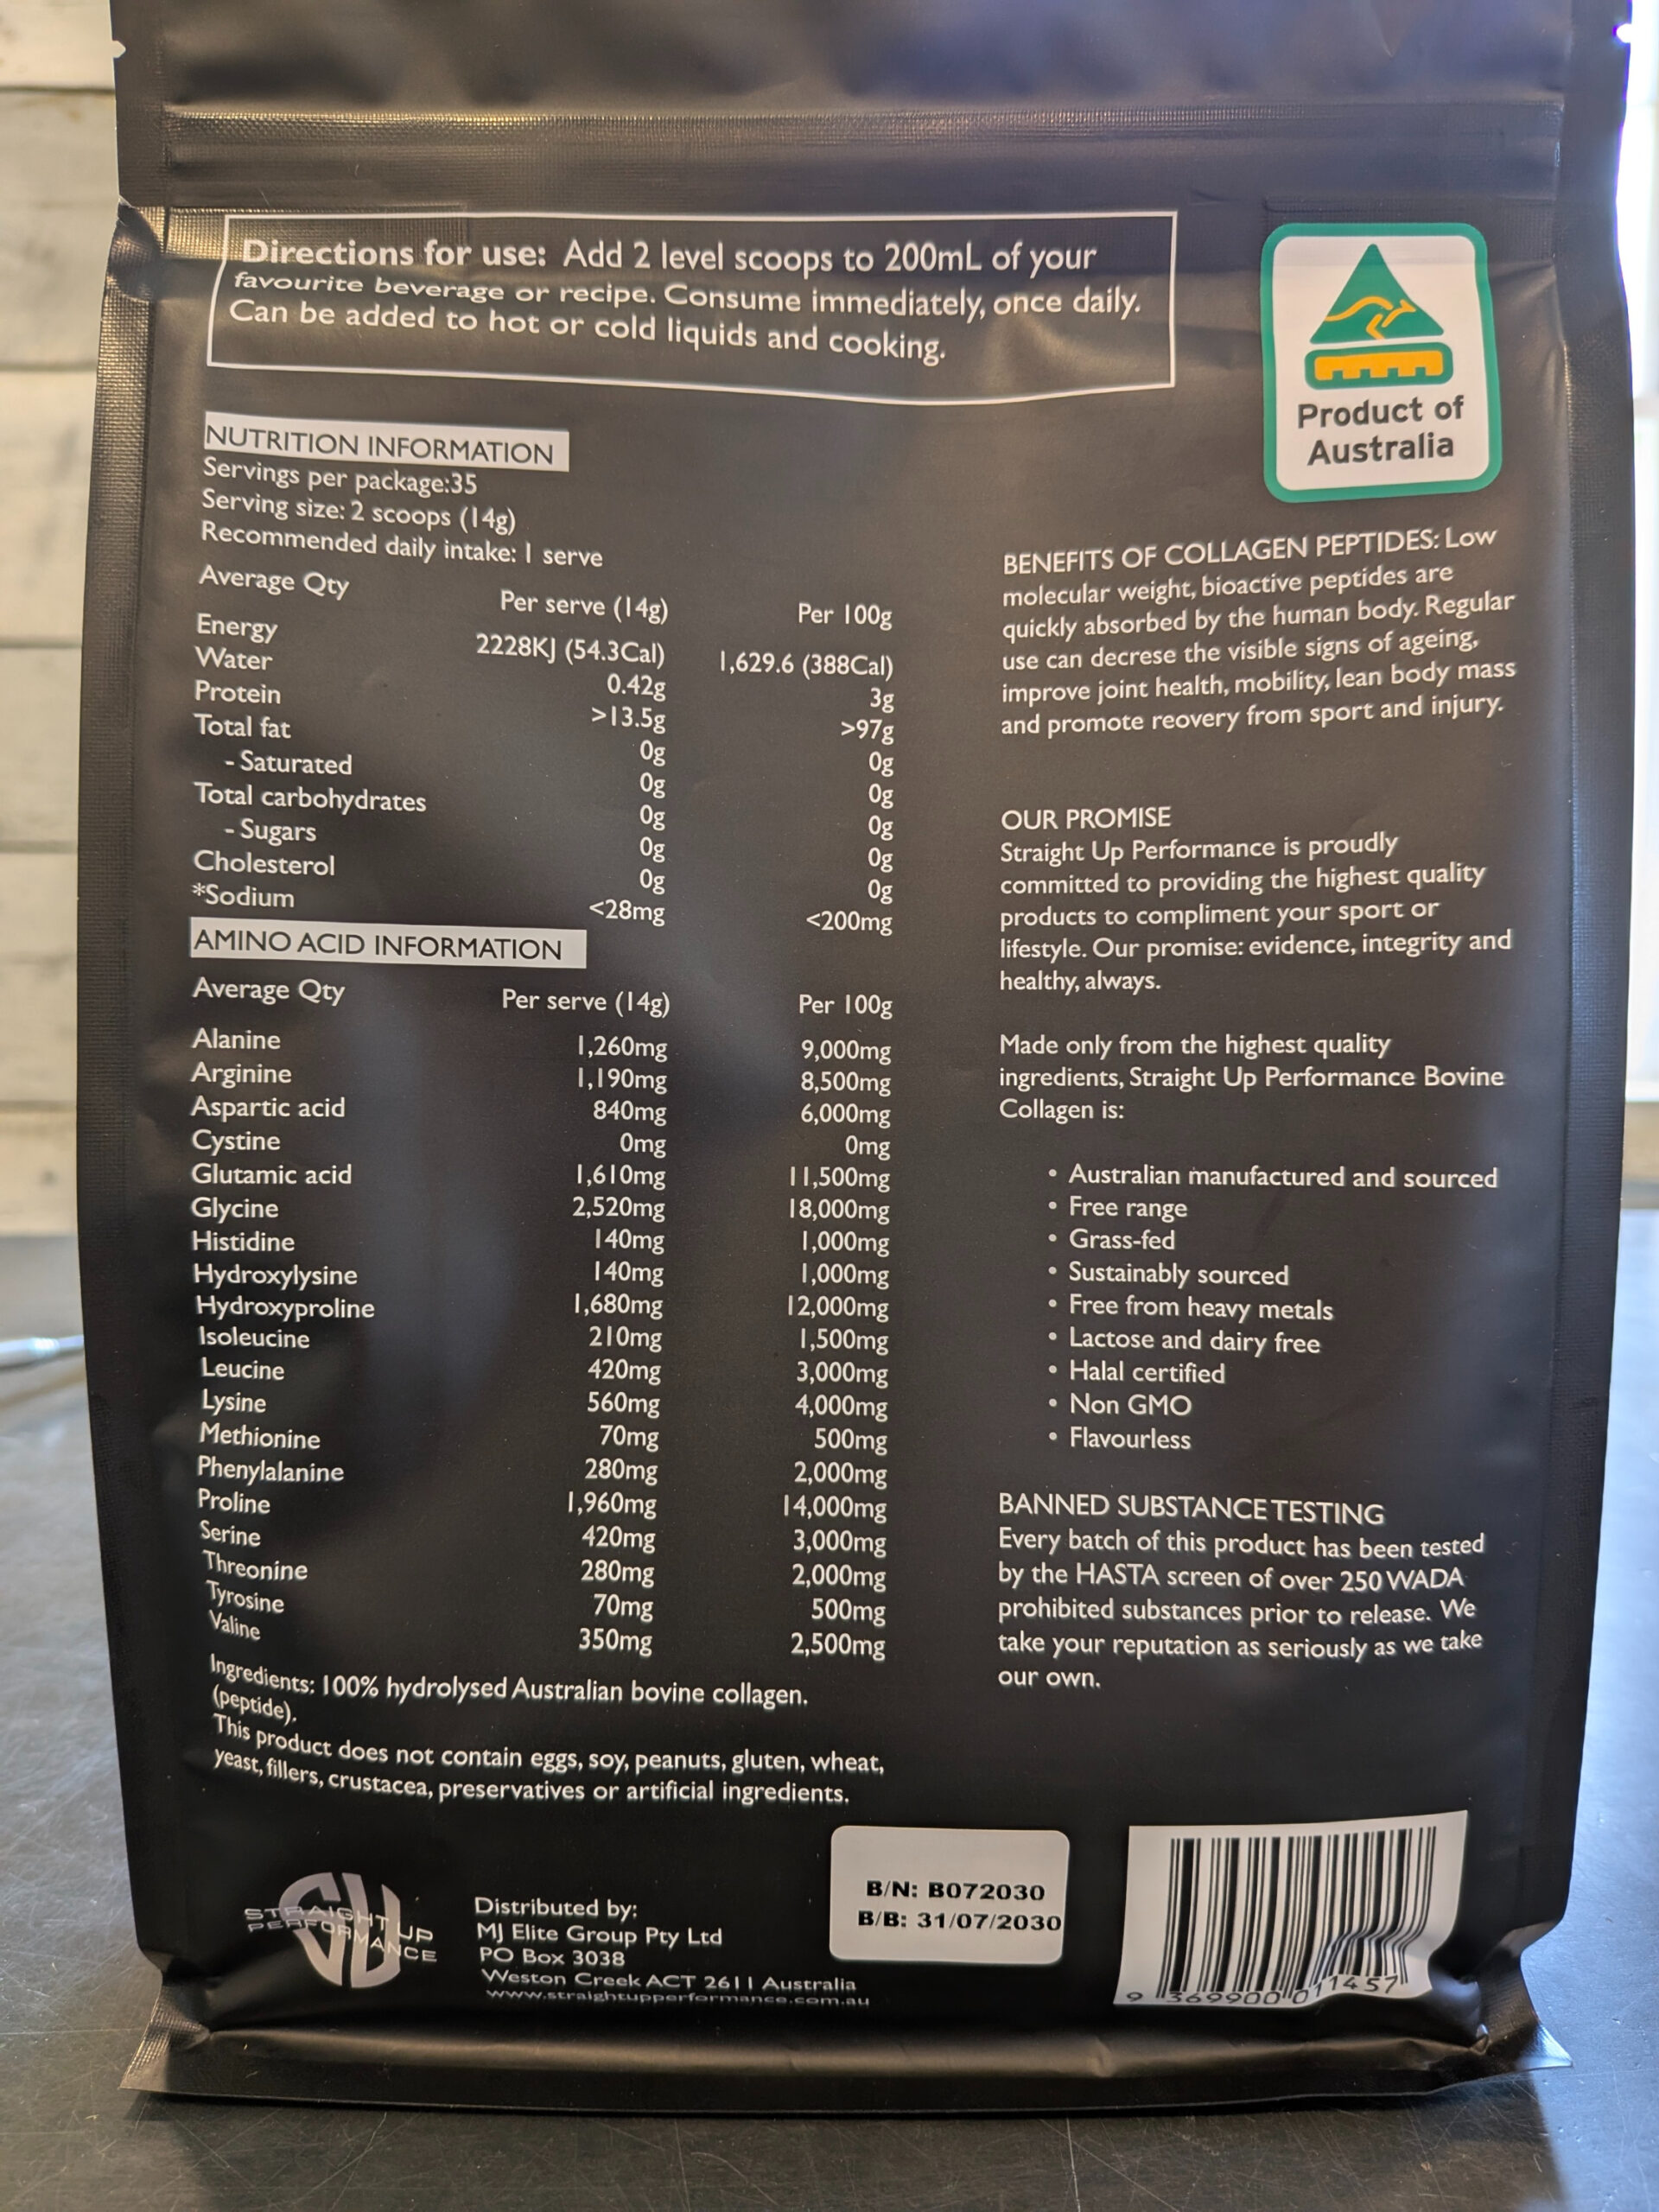 Directions for use: Add 2 level scoops to 200mL of your
favourite beverage or recipe. Consume immediately, once daily.
Can be added to hot or cold liquids and cooking.
Product of
Australia
NUTRITION INFORMATION
Servings per package:35
Serving size: 2 scoops (14g)
Recommended daily intake: 1 serve
Average Qty Per serve (14g) Per 100g
Energy 2228KJ (54.3Cal) 1,629.6 (388Cal)
Water 0.42g 3g
Protein >13.5g >97g
Total fat 0g 0g
- Saturated 0g 0g
Total carbohydrates 0g 0g
- Sugars 0g 0g
Cholesterol 0g 0g
*Sodium <28mg <200mg
AMINO ACID INFORMATION
Average Qty Per serve (14g) Per 100g
Alanine 1,260mg 9,000mg
Arginine 1,190mg 8,500mg
Aspartic acid 840mg 6,000mg
Cystine 0mg 0mg
Glutamic acid 1,610mg 11,500mg
Glycine 2,520mg 18,000mg
Histidine 140mg 1,000mg
Hydroxylysine 140mg 1,000mg
Hydroxyproline 1,680mg 12,000mg
Isoleucine 210mg 1,500mg
Leucine 420mg 3,000mg
Lysine 560mg 4,000mg
Methionine 70mg 500mg
Phenylalanine 280mg 2,000mg
Proline 1,960mg 14,000mg
Serine 420mg 3,000mg
Threonine 280mg 2,000mg
Tyrosine 70mg 500mg
Valine 350mg 2,500mg
Ingredients: 100% hydrolysed Australian bovine collagen.
(peptide).
This product does not contain eggs, soy, peanuts, gluten, wheat,
yeast, fillers, crustacea, preservatives or artificial ingredients.
BENEFITS OF COLLAGEN PEPTIDES: Low
molecular weight, bioactive peptides are
quickly absorbed by the human body. Regular
use can decrese the visible signs of ageing,
improve joint health, mobility, lean body mass
and promote reovery from sport and injury.
OUR PROMISE
Straight Up Performance is proudly
committed to providing the highest quality
products to compliment your sport or
lifestyle. Our promise: evidence, integrity and
healthy, always.
Made only from the highest quality
ingredients, Straight Up Performance Bovine
Collagen is:
• Australian manufactured and sourced
• Free range
• Grass-fed
• Sustainably sourced
• Free from heavy metals
• Lactose and dairy free
• Halal certified
• Non GMO
• Flavourless
BANNED SUBSTANCE TESTING
Every batch of this product has been tested
by the HASTA screen of over 250 WADA
prohibited substances prior to release. We
take your reputation as seriously as we take
our own.
SU
STRAIGHT UP
PERFORMANCE
Distributed by:
MJ Elite Group Pty Ltd
PO Box 3038
Weston Creek ACT 2611 Australia
www.straightupperformance.com.au
B/N: B072030
B/B: 31/07/2030
9 369900 011457